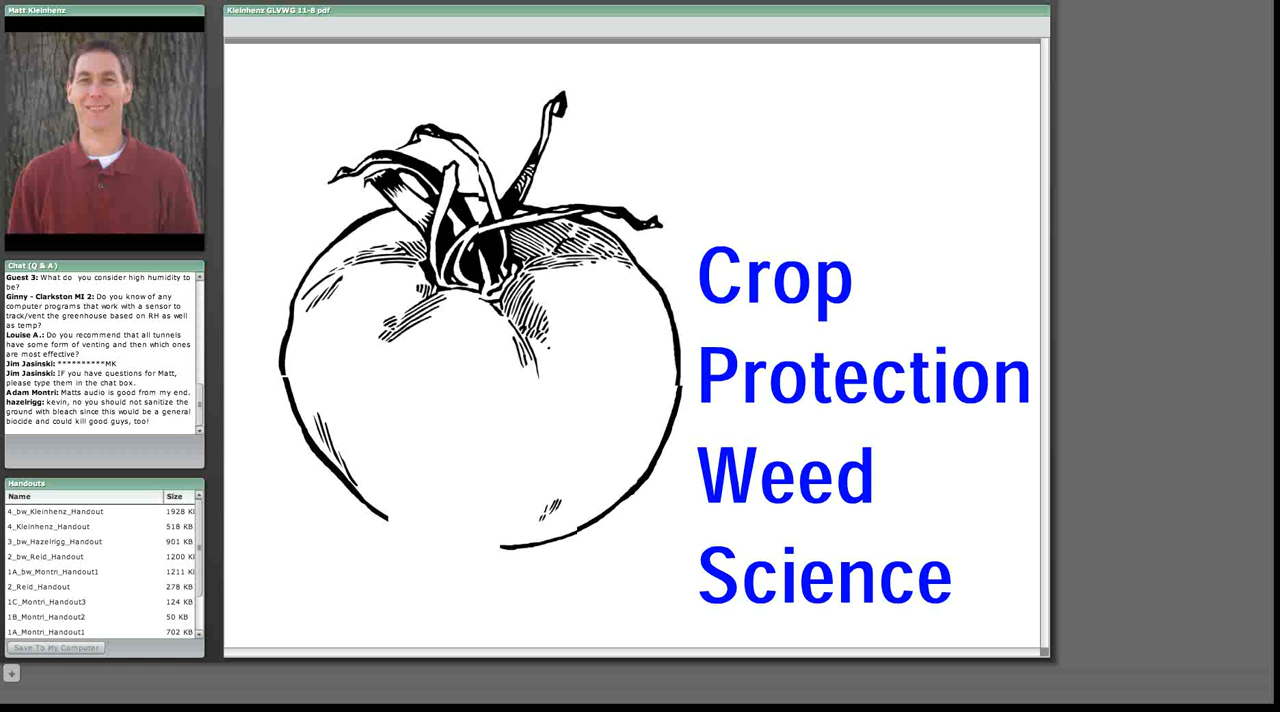 Matt Kleinhenz
Kleinhenz GLVWG 11-8 pdf
Chat (Q & A)
Guest 3: What do you consider high humidity to
be?
Ginny - Clarkston MI 2: Do you know of any
computer programs that work with a sensor to
track/vent the greenhouse based on RH as well
as temp?
Louise A.: Do you recommend that all tunnels
have some form of venting and then which ones
are most effective?
Jim Jasinski: **********MK
Jim Jasinski: IF you have questions for Matt,
please type them in the chat box.
Adam Montri: Matts audio is good from my end.
hazelrigg: kevin, no you should not sanitize the
ground with bleach since this would be a general
biocide and could kill good guys, too!
Handouts
Name Size
4_bw_Kleinhenz_Handout 1928 K
4_Kleinhenz_Handout 518 KB
3_bw_Hazelrigg_Handout 901 KB
2_bw_Reid_Handout 1200 K
1A_bw_Montri_Handout1 1211 K
2_Reid_Handout 278 KB
1C_Montri_Handout3 124 KB
1B_Montri_Handout2 50 KB
1A_Montri_Handout1 702 KB
Save To My Computer
Crop
Protection
Weed
Science